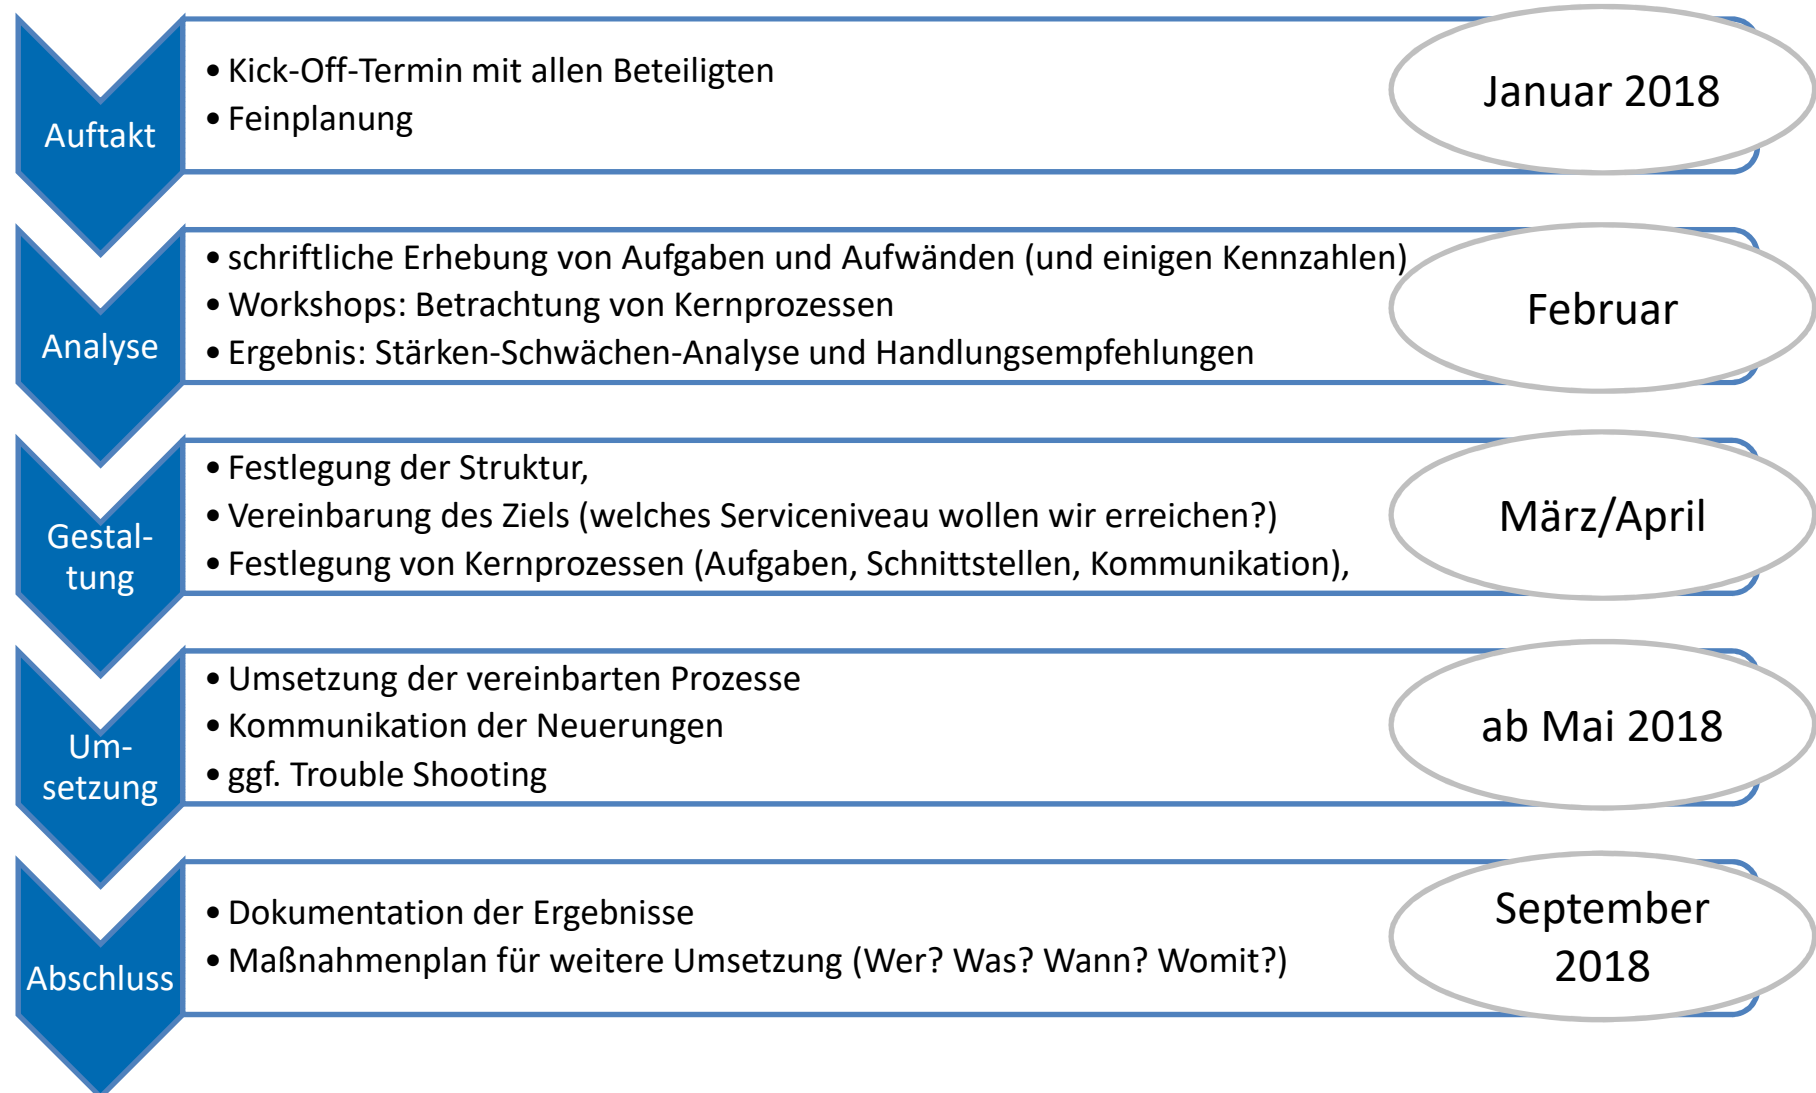 Auftakt
• Kick-Off-Termin mit allen Beteiligten
• Feinplanung
Januar 2018
Analyse
• schriftliche Erhebung von Aufgaben und Aufwänden (und einigen Kennzahlen)
• Workshops: Betrachtung von Kernprozessen
• Ergebnis: Stärken-Schwächen-Analyse und Handlungsempfehlungen
Februar
Gestal-
tung
• Festlegung der Struktur,
• Vereinbarung des Ziels (welches Serviceniveau wollen wir erreichen?)
• Festlegung von Kernprozessen (Aufgaben, Schnittstellen, Kommunikation),
März/April
Um-
setzung
• Umsetzung der vereinbarten Prozesse
• Kommunikation der Neuerungen
• ggf. Trouble Shooting
ab Mai 2018
Abschluss
• Dokumentation der Ergebnisse
• Maßnahmenplan für weitere Umsetzung (Wer? Was? Wann? Womit?)
September
2018